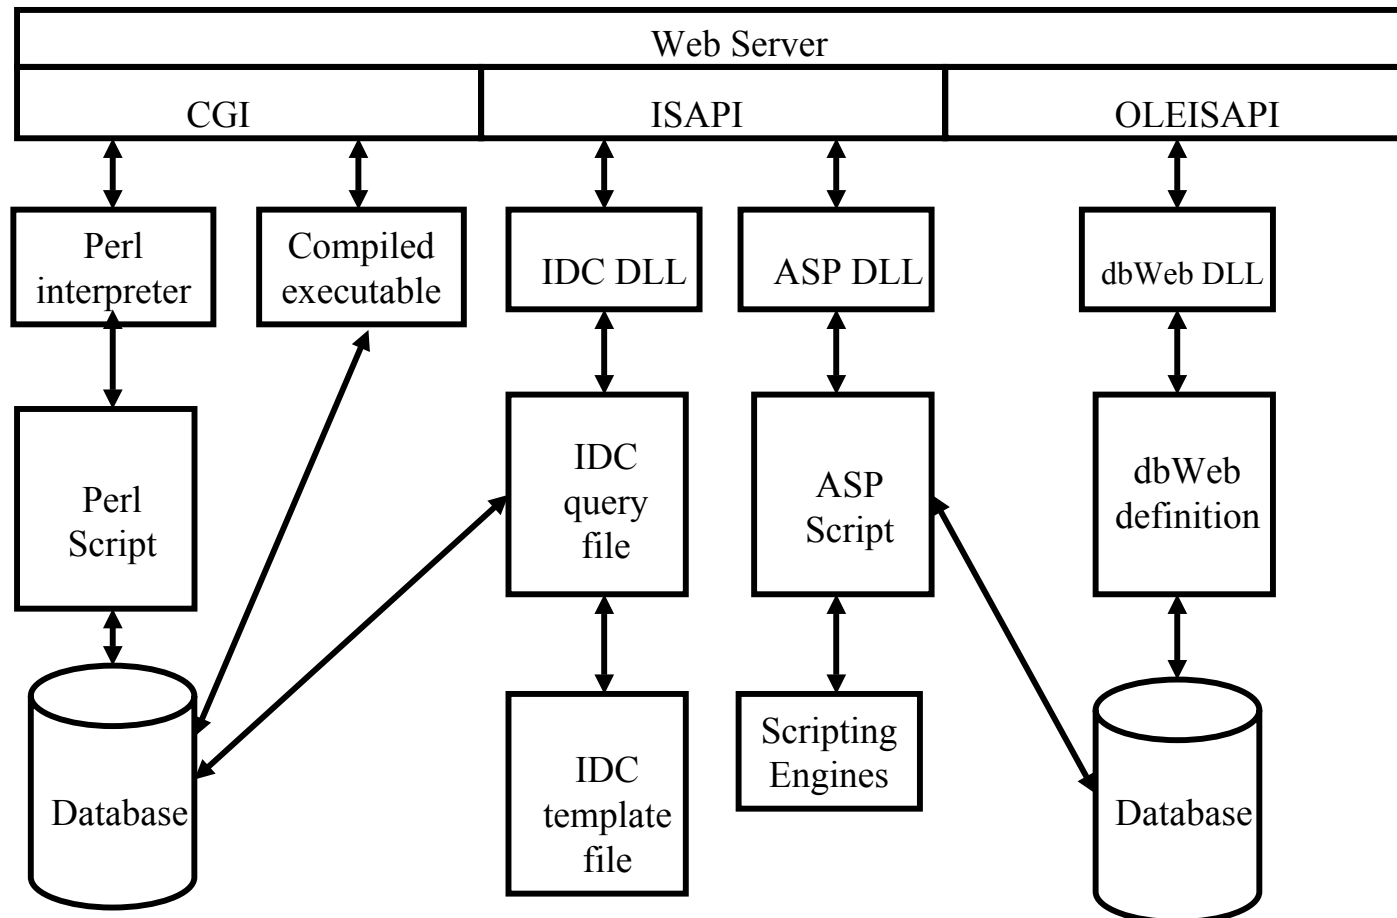 Web Server
CGI
ISAPI
OLEISAPI
Perl
interpreter
Compiled
executable
IDC DLL
ASP DLL
dbWeb DLL
Perl
Script
IDC
query
file
ASP
Script
dbWeb
definition
Database
IDC
template
file
Scripting
Engines
Database